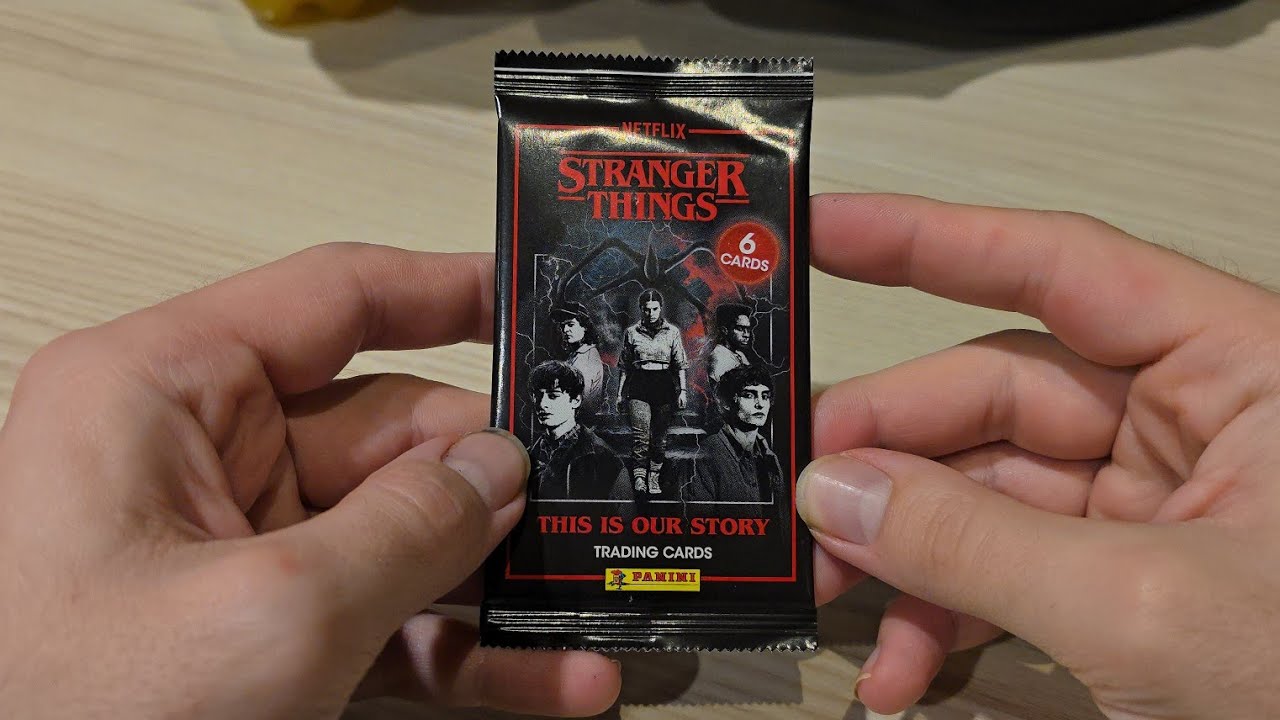 NETFLIX
STRANGER
THINGS
6
CARDS
THIS IS OUR STORY
TRADING CARDS
PANINI